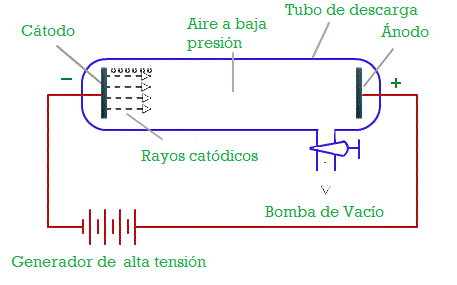 Tubo de descarga
Cátodo
Aire a baja
presión
Ánodo
–
+
Rayos catódicos
Bomba de Vacío
Generador de alta tensión